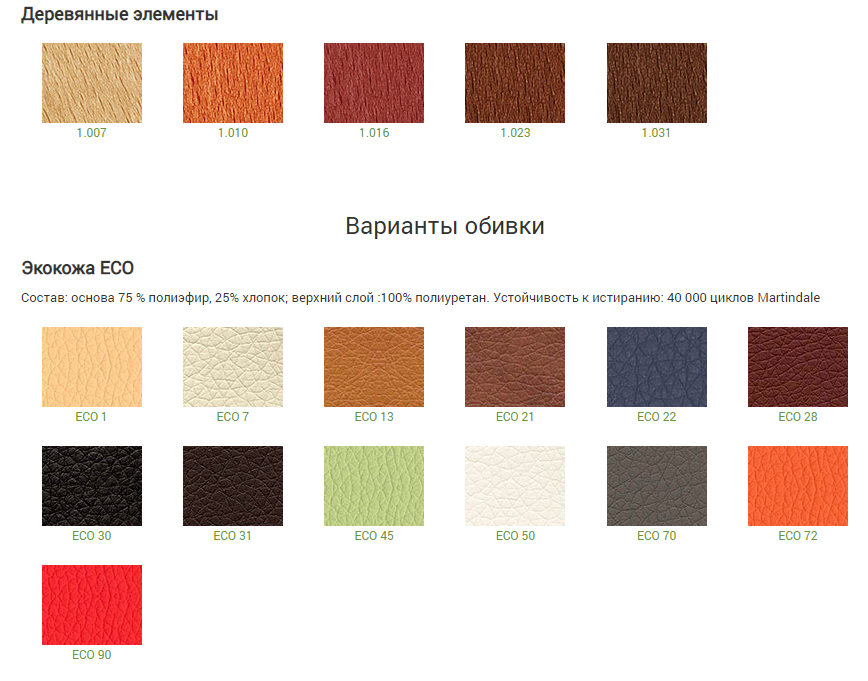 Деревянные элементы
1.007
1.010
1.016
1.023
1.031
Варианты обивки
Экокожа ECO
Состав: основа 75 % полиэфир, 25% хлопок; верхний слой :100% полиуретан. Устойчивость к истиранию: 40 000 циклов Martindale
ECO 1
ECO 7
ECO 13
ECO 21
ECO 22
ECO 28
ECO 30
ECO 31
ECO 45
ECO 50
ECO 70
ECO 72
ECO 90